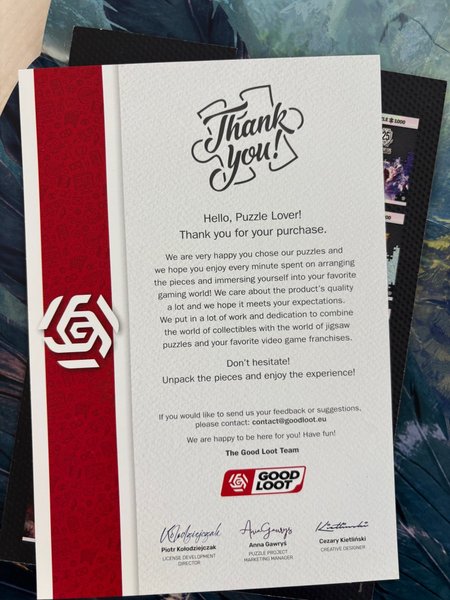 Thank
You!
Hello, Puzzle Lover!
Thank you for your purchase.
We are very happy you chose our puzzles and
we hope you enjoy every minute spent on arranging
the pieces and immersing yourself into your favorite
gaming world! We care about the product's quality
a lot and we hope it meets your expectations.
We put in a lot of work and dedication to combine
the world of collectibles with the world of jigsaw
puzzles and your favorite video game franchises.
Don't hesitate!
Unpack the pieces and enjoy the experience!
If you would like to send us your feedback or suggestions,
please contact: contact@goodloot.eu
We are happy to be here for you! Have fun!
The Good Loot Team
GOOD
LOOT
Piotr Kołodziejczak
LICENSE DEVELOPMENT
DIRECTOR
Anna Gawryś
PUZZLE PROJECT
MARKETING MANAGER
Cezary Kietliński
CREATIVE DESIGNER
1000
25